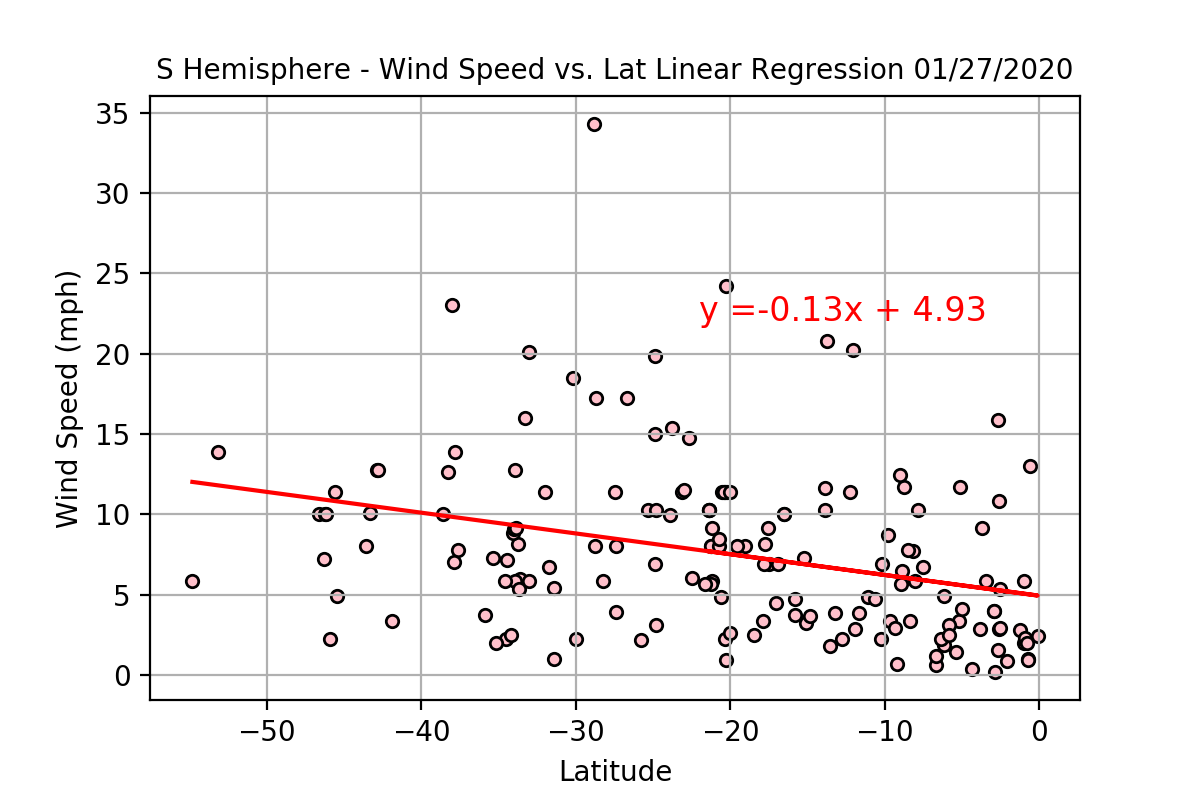 S Hemisphere - Wind Speed vs. Lat Linear Regression 01/27/2020
35
30
25
20
15
10
5
0
Wind Speed (mph)
y =-0.13x + 4.93
−50 −40 −30 −20 −10 0
Latitude